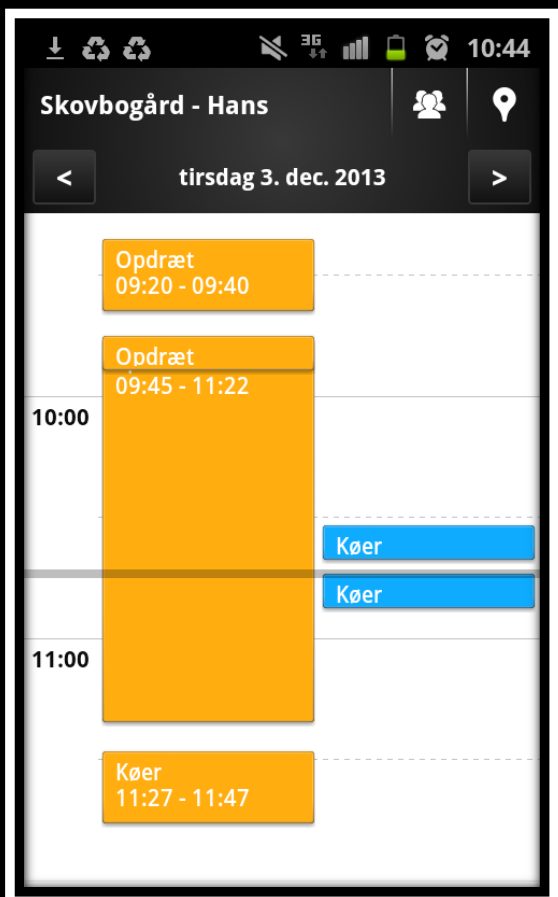 3G
10:44
Skovbogård - Hans
< tirsdag 3. dec. 2013 >
Opdræt
09:20 - 09:40
Opdræt
09:45 - 11:22
10:00
Køer
Køer
11:00
Køer
11:27 - 11:47